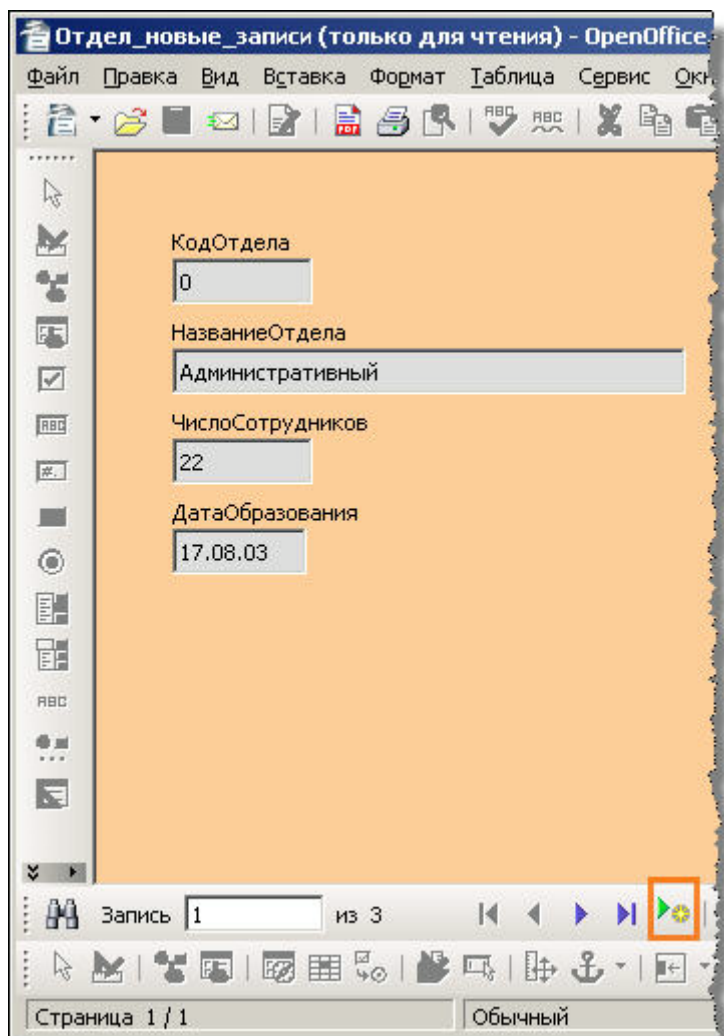 Отдел_новые_записи (только для чтения) - OpenOffice.
Файл Правка Вид Вставка Формат Таблица Сервис Окн
КодОтдела
0
НазваниеОтдела
Административный
ЧислоСотрудников
22
ДатаОбразования
17.08.03
Запись 1 из 3
Страница 1 / 1 Обычный